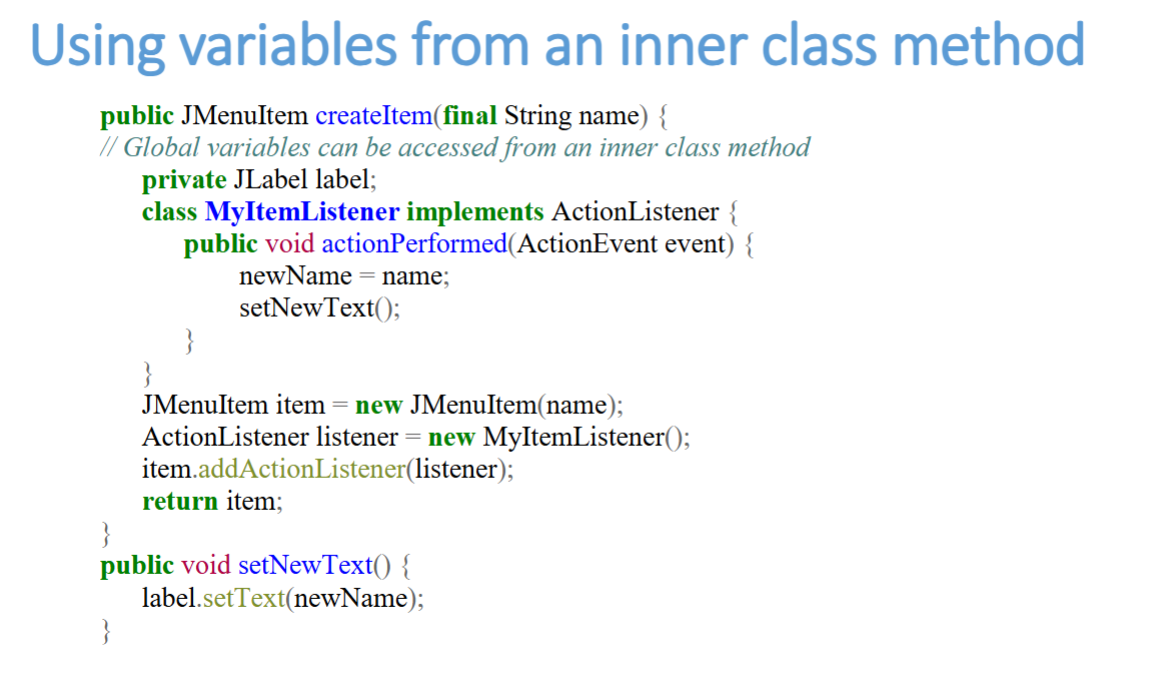 Using variables from an inner class method
public JMenuItem createItem(final String name) {
// Global variables can be accessed from an inner class method
private JLabel label;
class MyItemListener implements ActionListener {
public void actionPerformed(ActionEvent event) {
newName = name;
setNewText();
}
}
JMenuItem item = new JMenuItem(name);
ActionListener listener = new MyItemListener();
item.addActionListener(listener);
return item;
}
public void setNewText() {
label.setText(newName);
}